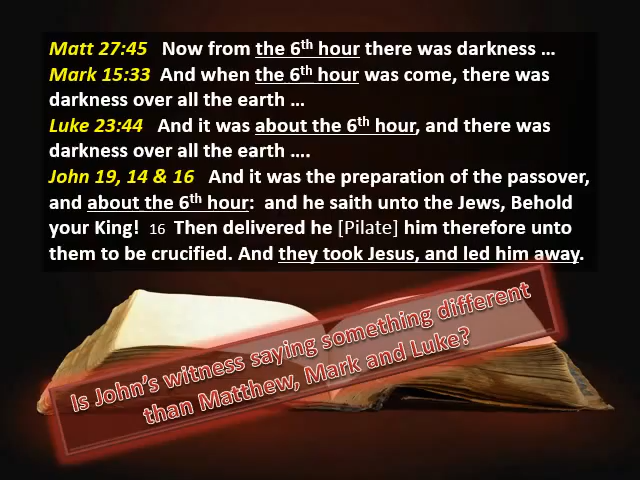 Matt 27:45 Now from the 6th hour there was darkness …
Mark 15:33 And when the 6th hour was come, there was
darkness over all the earth …
Luke 23:44 And it was about the 6th hour, and there was
darkness over all the earth ….
John 19, 14 & 16 And it was the preparation of the passover,
and about the 6th hour: and he saith unto the Jews, Behold
your King! 16 Then delivered he [Pilate] him therefore unto
them to be crucified. And they took Jesus, and led him away.
Is John's witness saying something different
than Matthew, Mark and Luke?